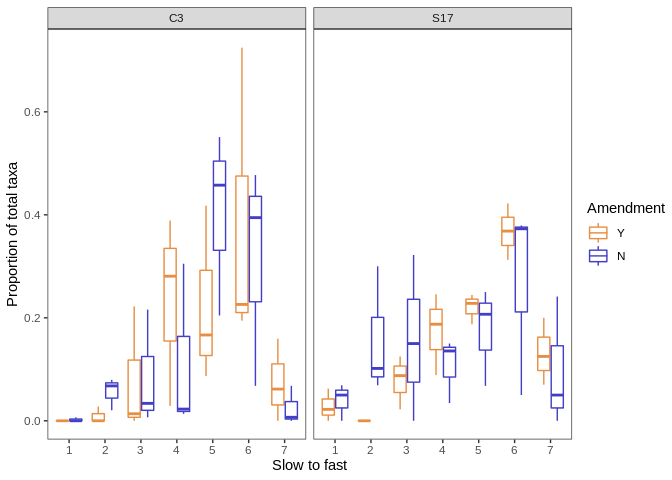 C3
S17
Proportion of total taxa
0.6
0.4
0.2
0.0
1 2 3 4 5 6 7
1 2 3 4 5 6 7
Slow to fast
Amendment
Y
N